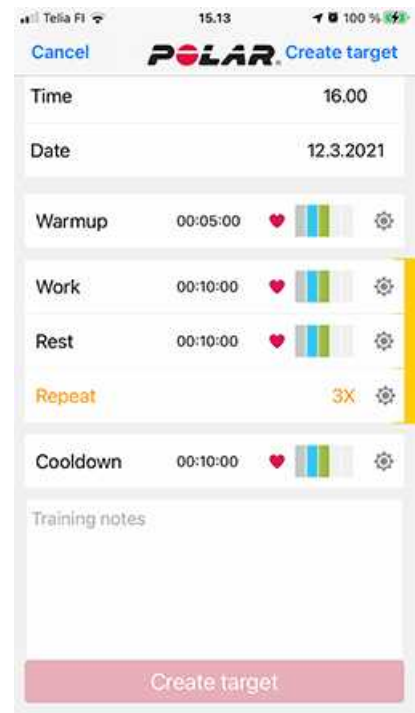 Telia FI 15.13 100 %
Cancel POLAR. Create target
Time 16.00
Date 12.3.2021
Warmup 00:05:00
Work 00:10:00
Rest 00:10:00
Repeat 3X
Cooldown 00:10:00
Training notes
Create target